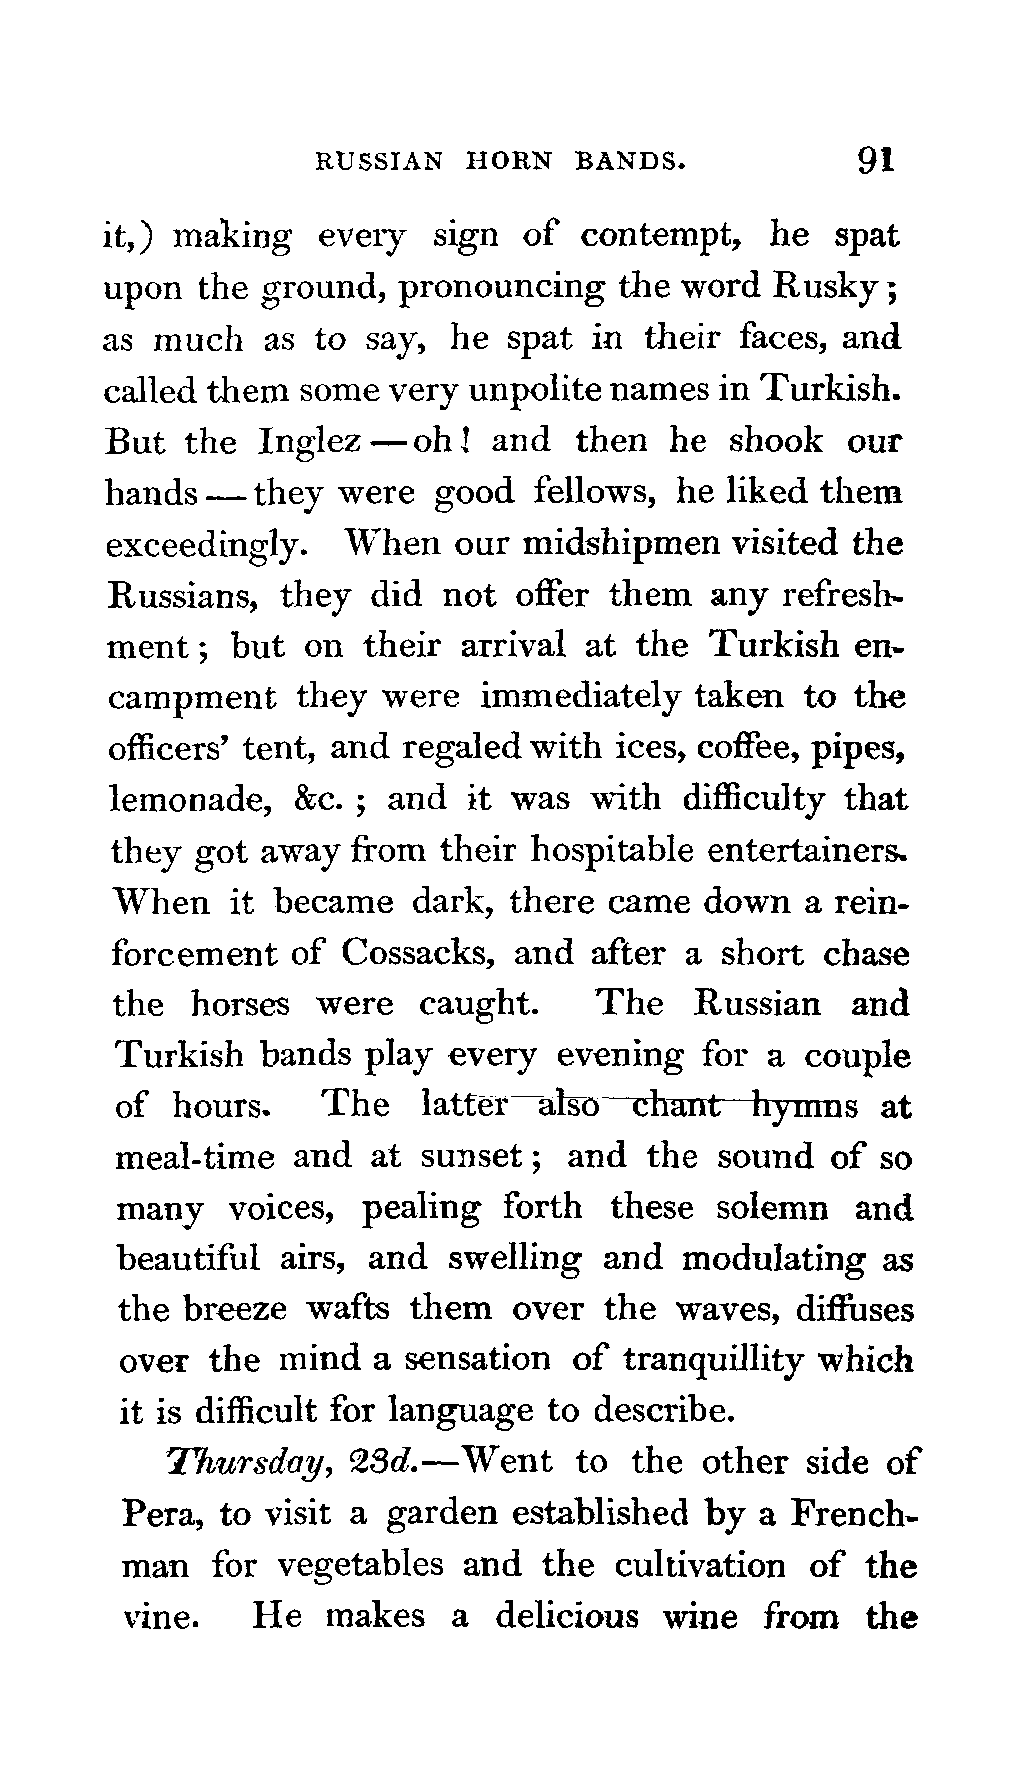 RUSSIAN HORN BANDS. 91
it,) making every sign of contempt, he spat
upon the ground, pronouncing the word Rusky;
as much as to say, he spat in their faces, and
called them some very unpolite names in Turkish.
But the Inglez—oh! and then he shook our
hands—they were good fellows, he liked them
exceedingly. When our midshipmen visited the
Russians, they did not offer them any refresh-
ment; but on their arrival at the Turkish en-
campment they were immediately taken to the
officers' tent, and regaled with ices, coffee, pipes,
lemonade, &c.; and it was with difficulty that
they got away from their hospitable entertainers.
When it became dark, there came down a rein-
forcement of Cossacks, and after a short chase
the horses were caught. The Russian and
Turkish bands play every evening for a couple
of hours. The latter also chant hymns at
meal-time and at sunset; and the sound of so
many voices, pealing forth these solemn and
beautiful airs, and swelling and modulating as
the breeze wafts them over the waves, diffuses
over the mind a sensation of tranquillity which
it is difficult for language to describe.
Thursday, 23d.—Went to the other side of
Pera, to visit a garden established by a French-
man for vegetables and the cultivation of the
vine. He makes a delicious wine from the